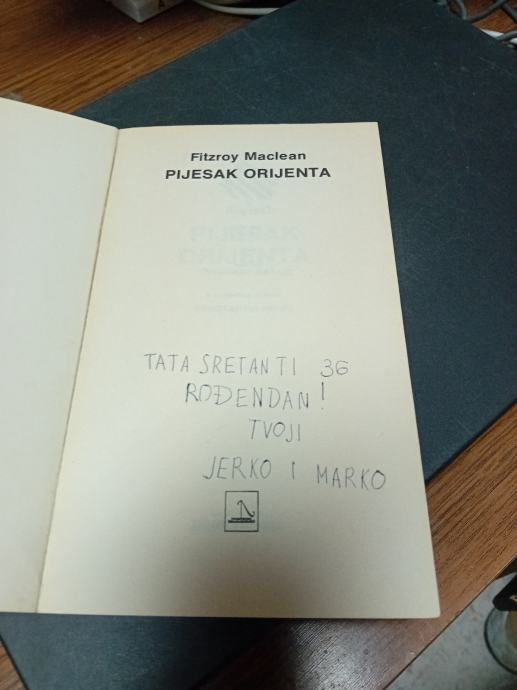 Fitzroy Maclean
PIJESAK ORIJENTA
TATA SRETAN TI 36
ROĐENDAN!
TVOJI
JERKO I MARKO